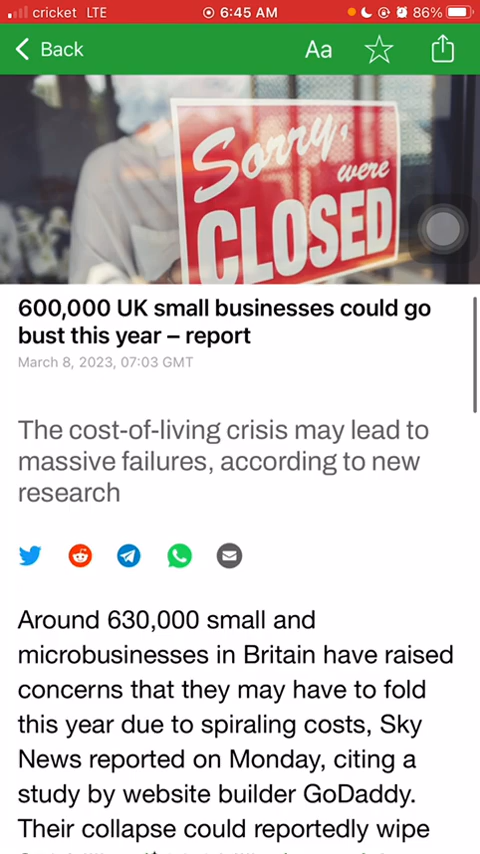 cricket LTE 6:45 AM 86%
Back Aa
Sorry,
we're
CLOSED
600,000 UK small businesses could go
bust this year – report
March 8, 2023, 07:03 GMT
The cost-of-living crisis may lead to
massive failures, according to new
research
Around 630,000 small and
microbusinesses in Britain have raised
concerns that they may have to fold
this year due to spiraling costs, Sky
News reported on Monday, citing a
study by website builder GoDaddy.
Their collapse could reportedly wipe